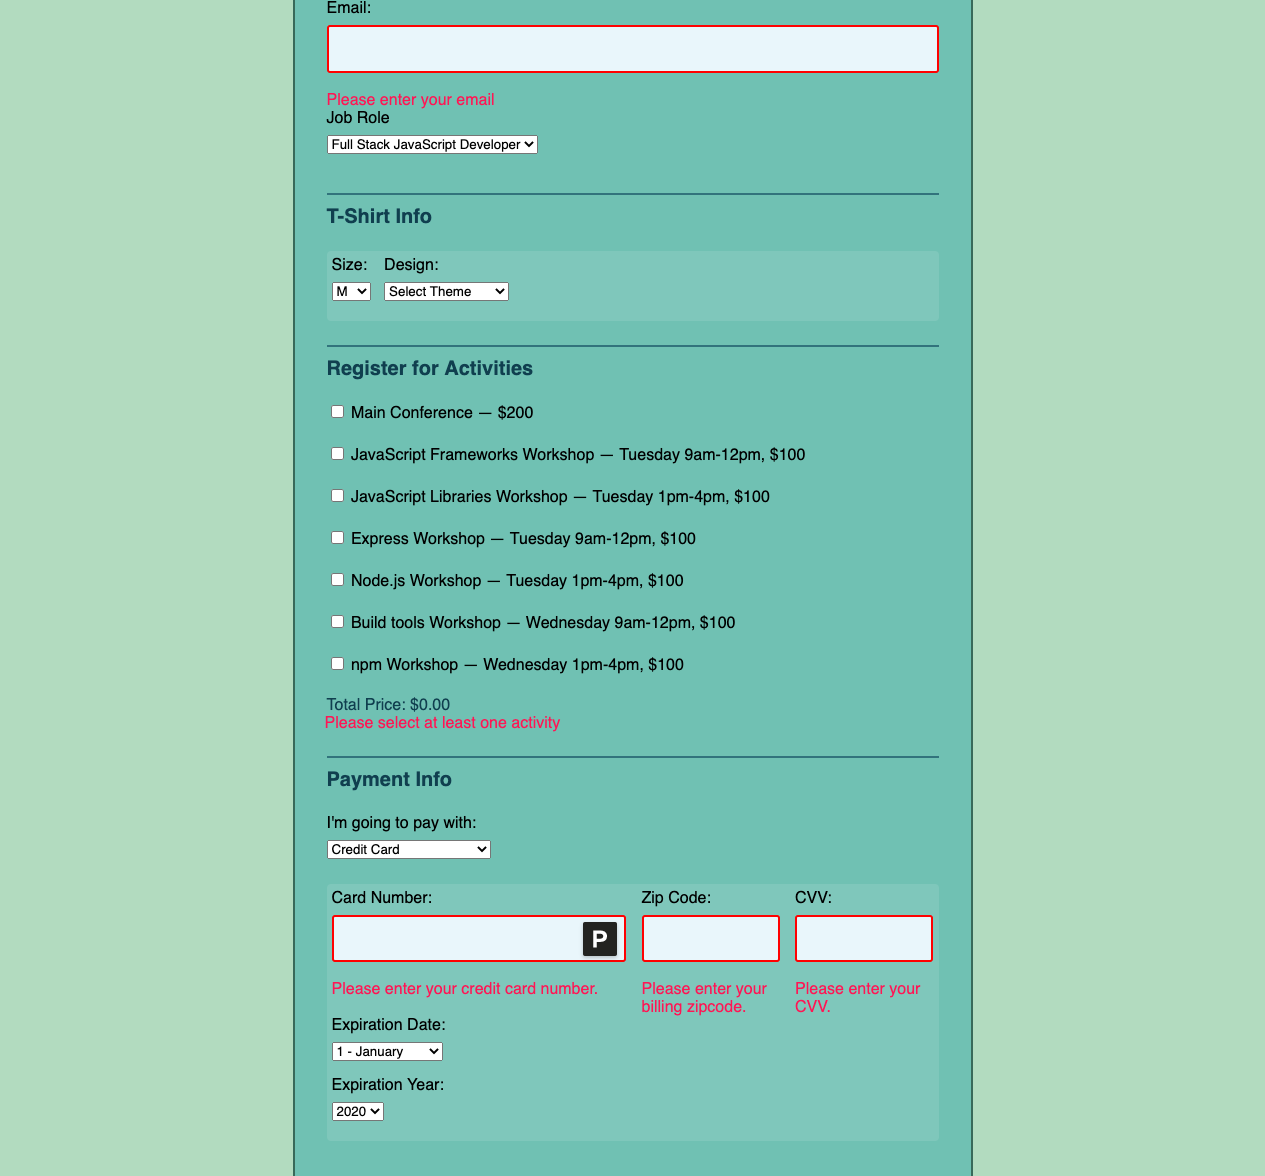 Email:
Please enter your email
Job Role
Full Stack JavaScript Developer
T-Shirt Info
Size: Design:
M Select Theme
Register for Activities
Main Conference — $200
JavaScript Frameworks Workshop — Tuesday 9am-12pm, $100
JavaScript Libraries Workshop — Tuesday 1pm-4pm, $100
Express Workshop — Tuesday 9am-12pm, $100
Node.js Workshop — Tuesday 1pm-4pm, $100
Build tools Workshop — Wednesday 9am-12pm, $100
npm Workshop — Wednesday 1pm-4pm, $100
Total Price: $0.00
Please select at least one activity
Payment Info
I'm going to pay with:
Credit Card
Card Number: Zip Code: CVV:
P
Please enter your credit card number.
Please enter your
billing zipcode.
Please enter your
CVV.
Expiration Date:
1 - January
Expiration Year:
2020